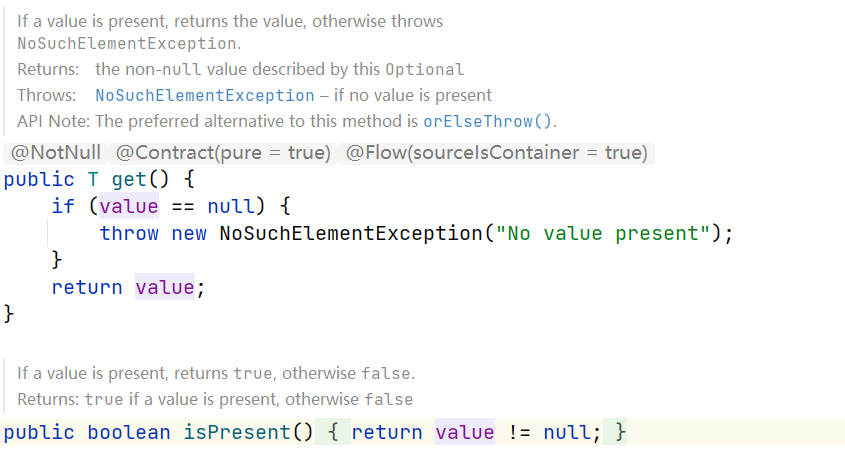 If a value is present, returns the value, otherwise throws
NoSuchElementException.
Returns: the non-null value described by this Optional
Throws: NoSuchElementException – if no value is present
API Note: The preferred alternative to this method is orElseThrow().
@NotNull @Contract(pure = true) @Flow(sourceIsContainer = true)
public T get() {
    if (value == null) {
        throw new NoSuchElementException("No value present");
    }
    return value;
}
If a value is present, returns true, otherwise false.
Returns: true if a value is present, otherwise false
public boolean isPresent() { return value != null; }